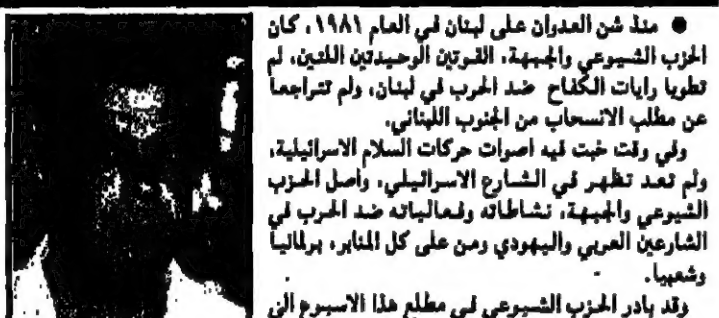 ● منذ شن العدوان على لبنان في العام ١٩٨١، كان
الحزب الشيوعي والجبهة، القوتين الوحيدتين اللتين، لم
تطويا رايات الكفاح ضد الحرب في لبنان، ولم تتراجعا
عن مطلب الانسحاب من الجنوب اللبناني.
وفي وقت خبت فيه اصوات حركات السلام الاسرائيلية،
ولم تعد تظهر في الشارع الاسرائيلي، واصل الحزب
الشيوعي والجبهة، نشاطاته وفعالياته ضد الحرب في
الشارعين العربي واليهودي ومن على كل المنابر، برلمانيا
وشعبيا.
وقد بادر الحزب الشيوعي في مطلع هذا الاسبوع الى